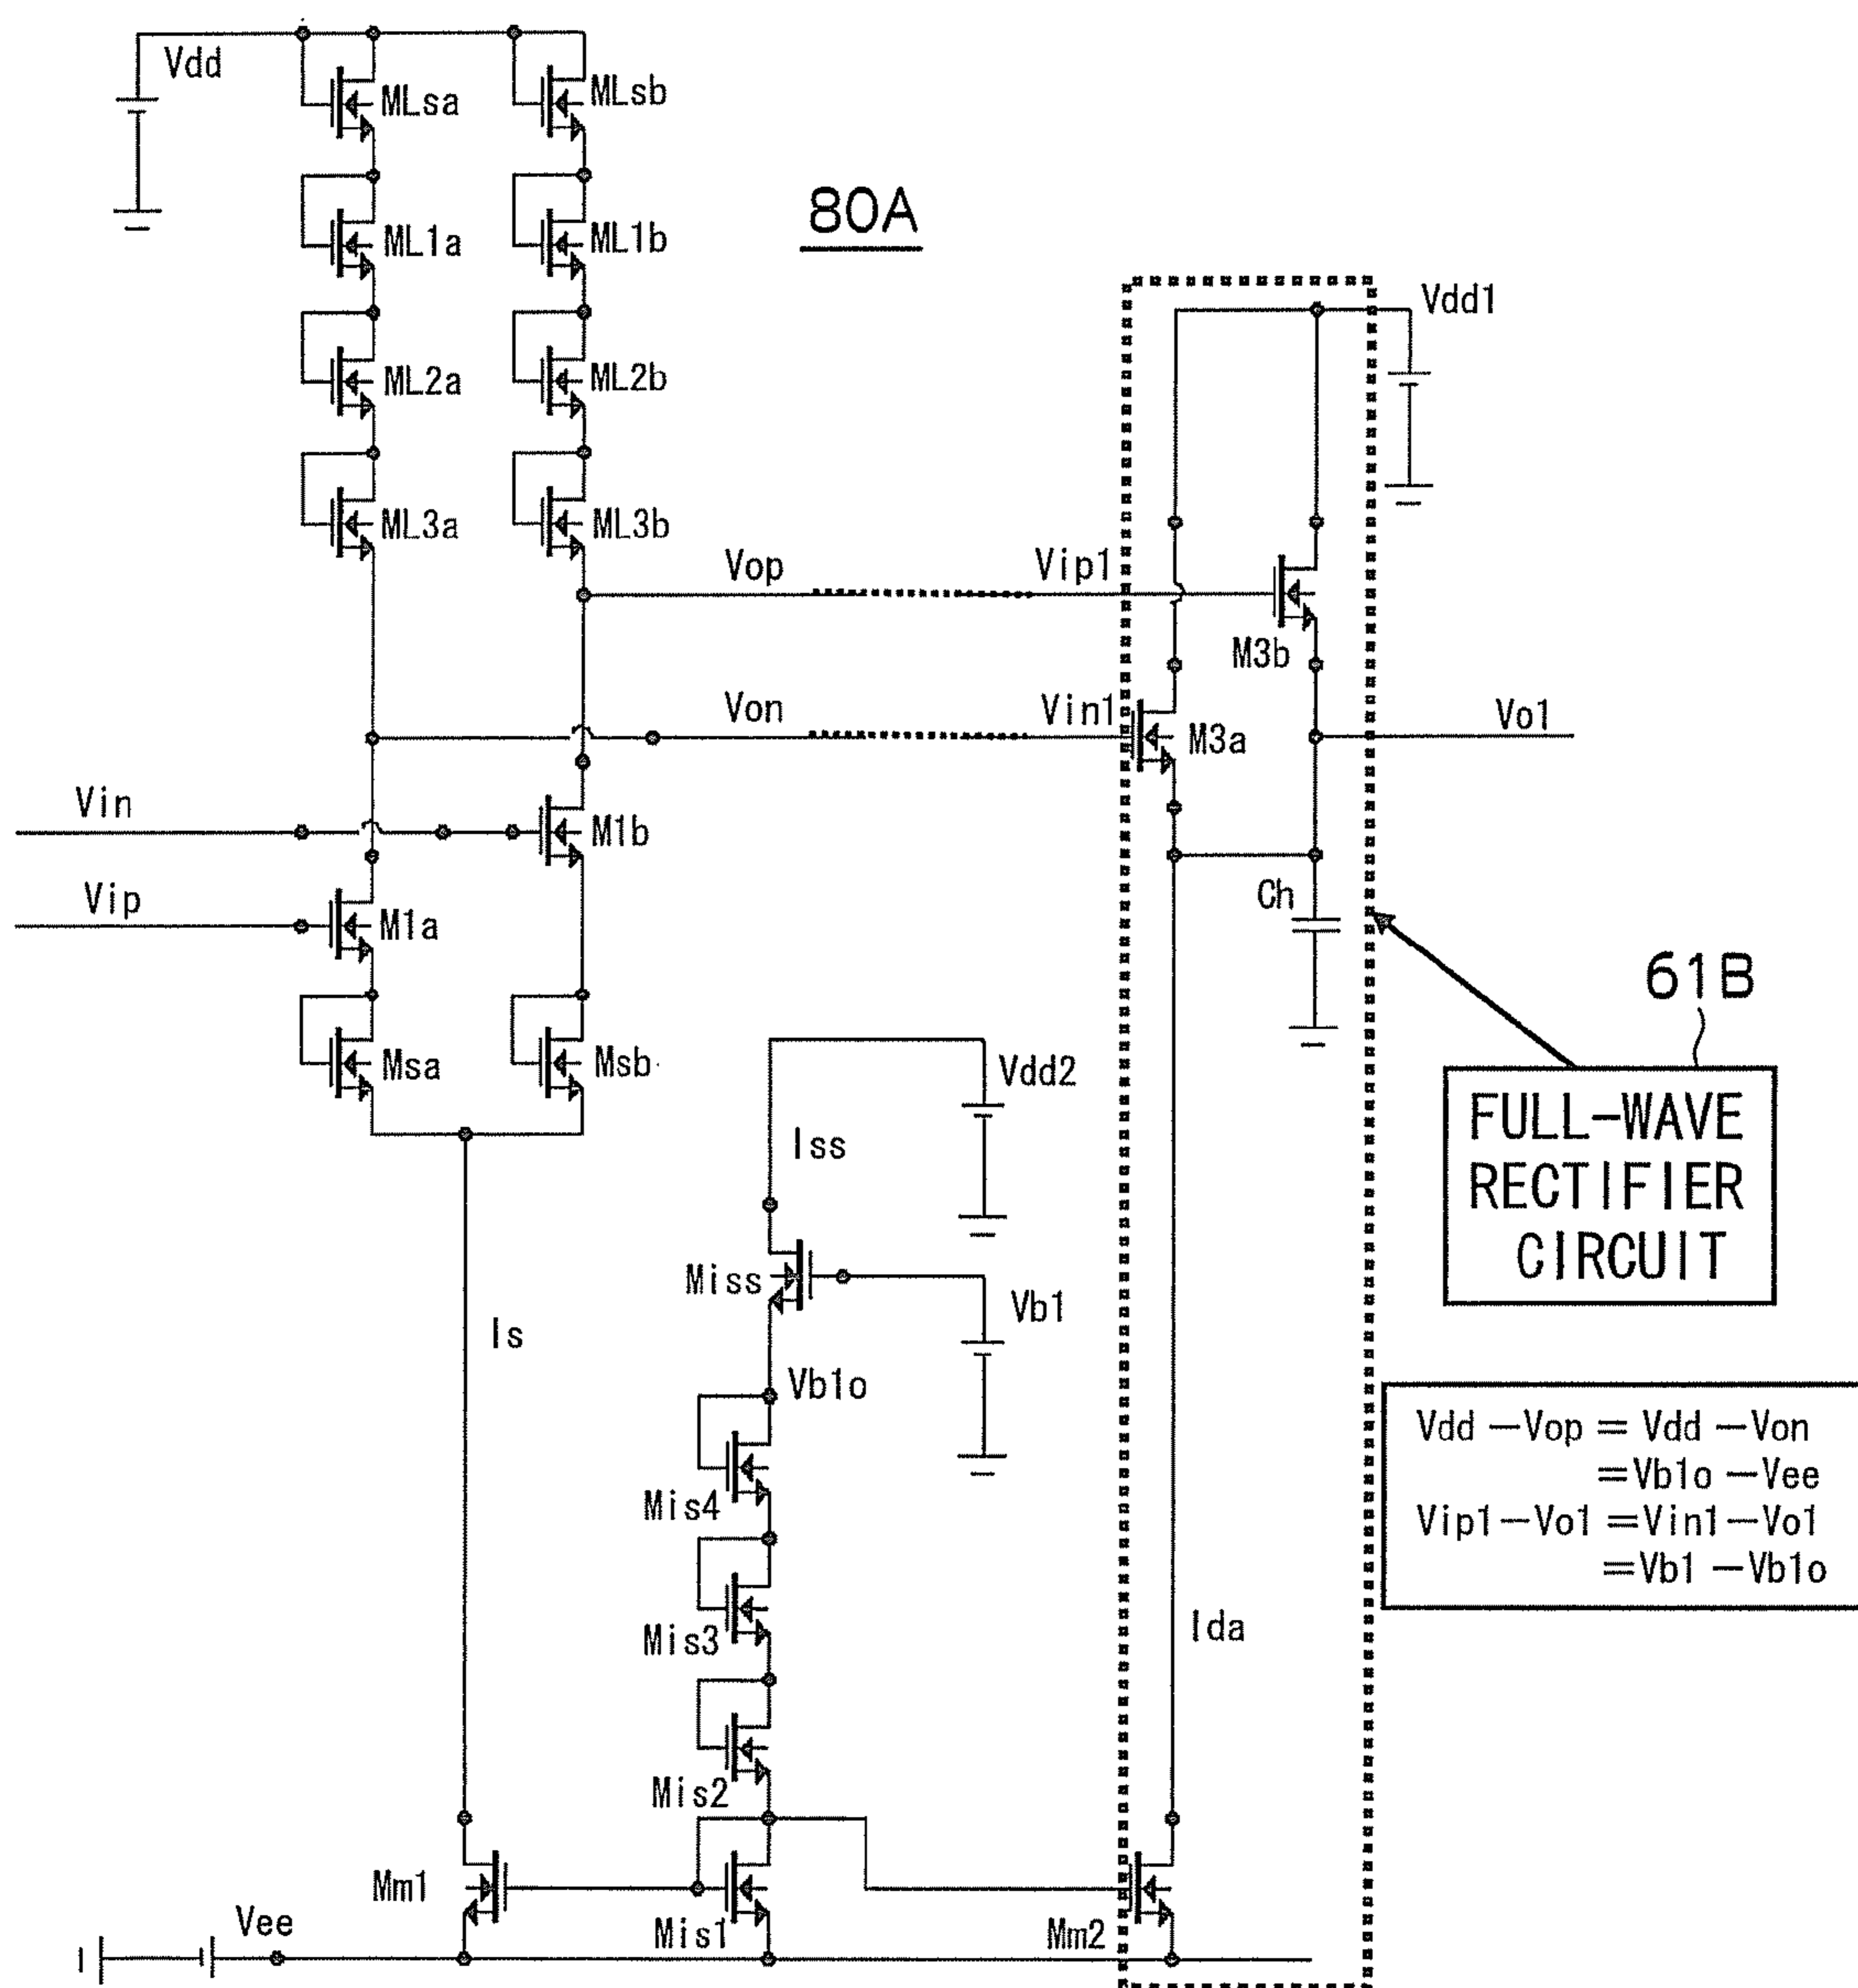 Vdd
MLsa
MLsb
80A
ML1a
ML1b
Vdd1
ML2a
ML2b
ML3a
ML3b
Vop
Vip1
M3b
Von
Vin1
M3a
Vo1
Vin
M1b
Vip
M1a
Ch
61B
Msa
Msb
Vdd2
FULL-WAVE
RECTIFIER
CIRCUIT
Iss
Miss
Vb1
Is
Vb1o
Vdd －Vop ＝ Vdd －Von
＝Vb1o －Vee
Vip1－Vo1 ＝Vin1－Vo1
＝Vb1 －Vb1o
Mis4
Mis3
Ida
Mis2
Mm1
Vee
Mis1
Mm2